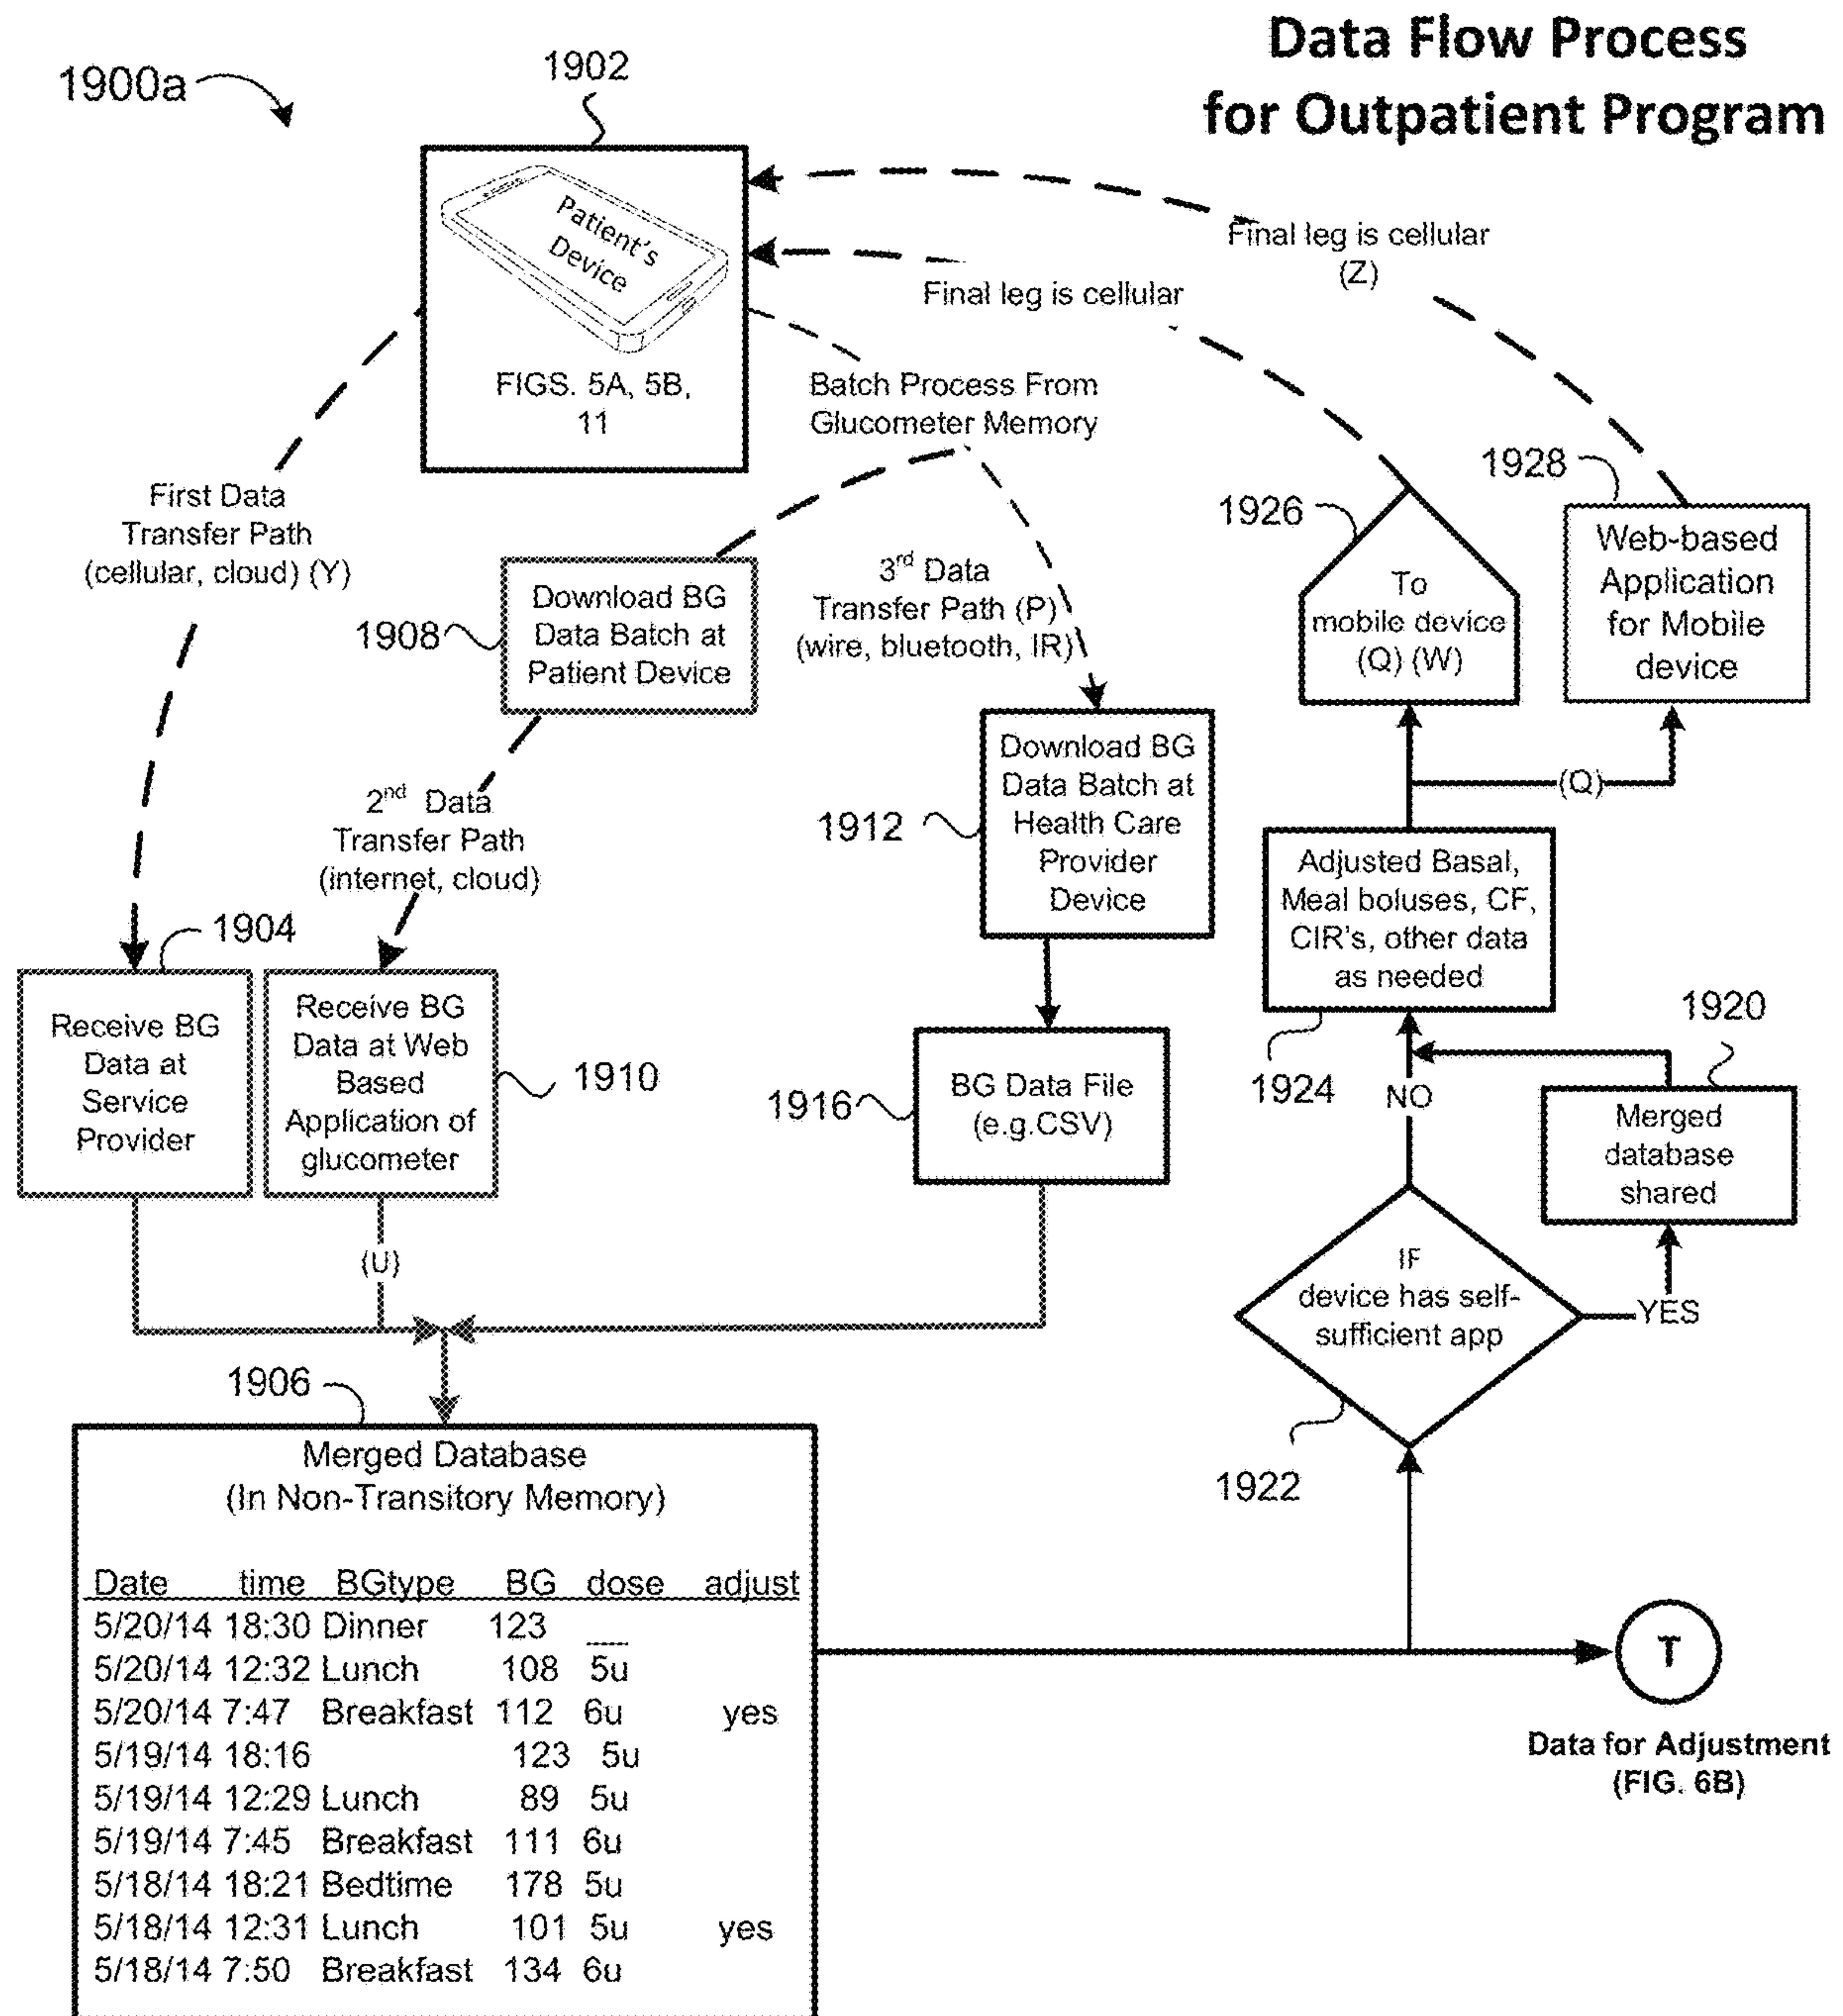 Data Flow Process
for Outpatient Program
1900a
1902
Patient's
Device
FIGS. 5A, 5B,
11
Final leg is cellular
(Z)
Final leg is cellular
Batch Process From
Glucometer Memory
First Data
Transfer Path
(cellular, cloud) (Y)
1908
Download BG
Data Batch at
Patient Device
3rd Data
Transfer Path (P)
(wire, bluetooth, IR)
1926
To
mobile device
(Q) (W)
1928
Web-based
Application
for Mobile
device
2nd Data
Transfer Path
(internet, cloud)
1912
Download BG
Data Batch at
Health Care
Provider
Device
(Q)
Adjusted Basal,
Meal boluses, CF,
CIR's, other data
as needed
1924
1904
Receive BG
Data at
Service
Provider
Receive BG
Data at Web
Based
Application of
glucometer
1910
1916
BG Data File
(e.g.CSV)
NO
1920
Merged
database
shared
(U)
IF
device has self-
sufficient app
YES
1922
1906
Merged Database
(In Non-Transitory Memory)
Date time BGtype BG dose adjust
5/20/14 18:30 Dinner 123 ---
5/20/14 12:32 Lunch 108 5u
5/20/14 7:47 Breakfast 112 6u yes
5/19/14 18:16 123 5u
5/19/14 12:29 Lunch 89 5u
5/19/14 7:45 Breakfast 111 6u
5/18/14 18:21 Bedtime 178 5u
5/18/14 12:31 Lunch 101 5u yes
5/18/14 7:50 Breakfast 134 6u
T
Data for Adjustment
(FIG. 6B)